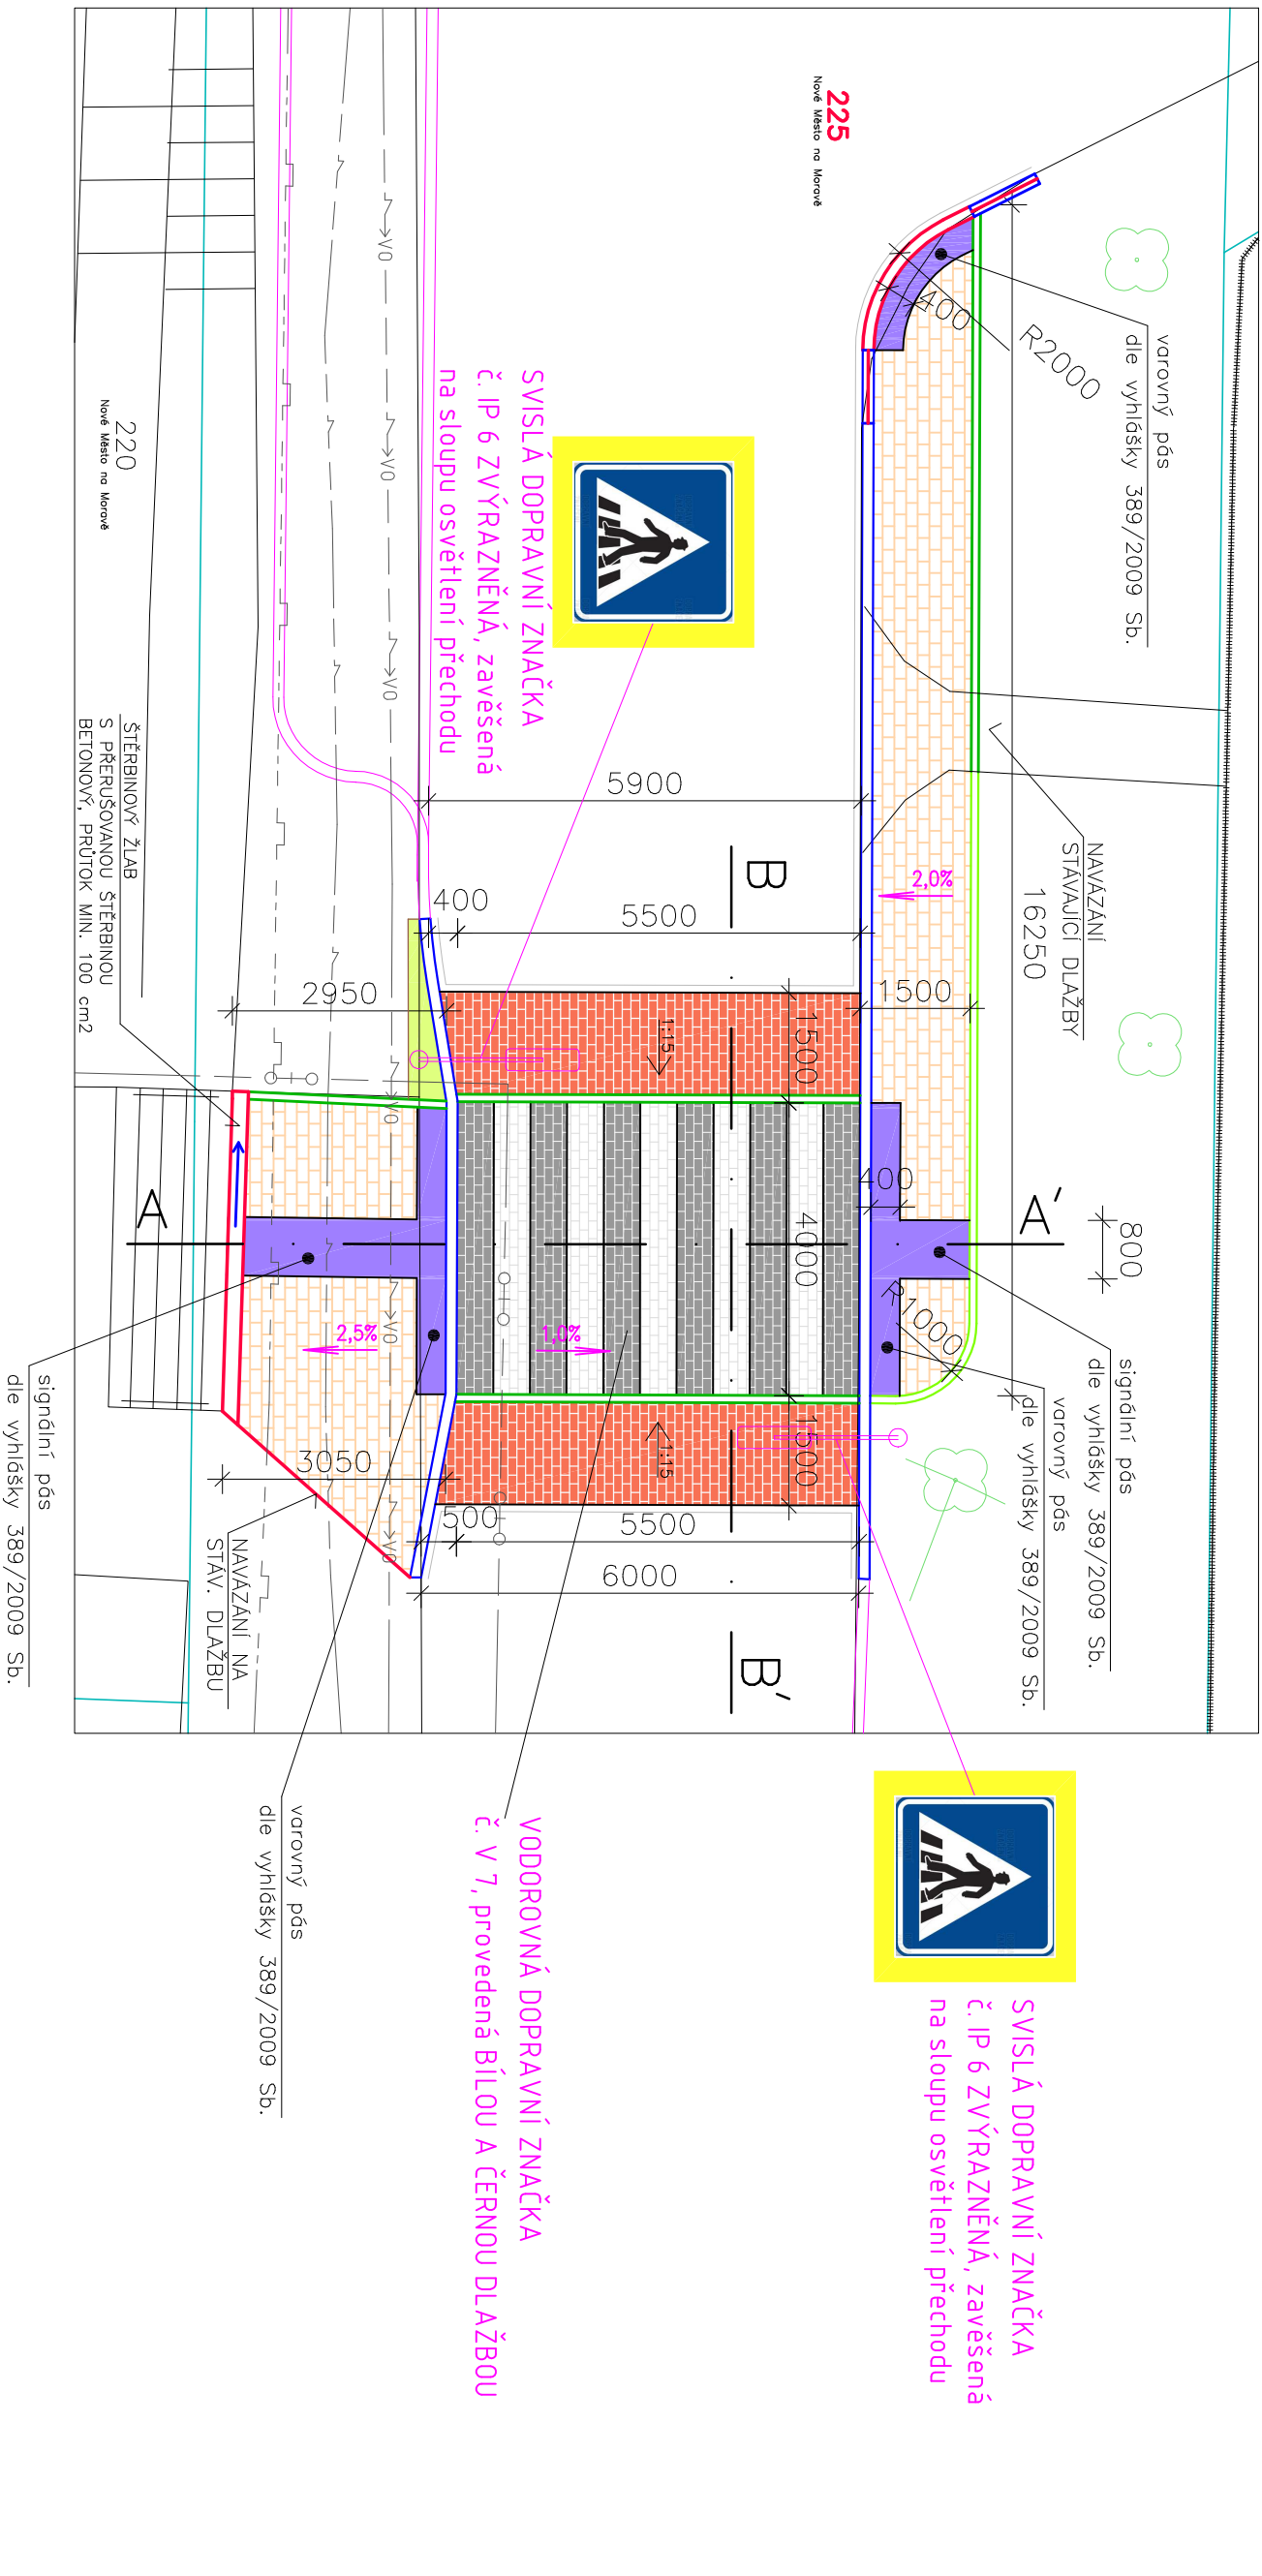 225
Nové Město na Moravě
220
Nové Město na Moravě
varovný pás
dle vyhlášky 389/2009 Sb.
R2000
400
SVISLÁ DOPRAVNÍ ZNAČKA
č. IP 6 ZVÝRAZNĚNÁ, zavěšená
na sloupu osvětlení přechodu
VO
VO
VO
VO
VO
VO
ŠTĚRBINOVÝ ŽLAB
S PŘERUŠOVANOU ŠTĚRBINOU
BETONOVÝ, PRŮTOK MIN. 100 cm2
NAVÁZÁNÍ
STÁVAJÍCÍ DLAŽBY
16250
5900
B
2,0%
400
5500
2950
1500
1500
1:15
400
A
A'
800
4000
R1000
2,5%
1,0%
signální pás
dle vyhlášky 389/2009 Sb.
varovný pás
dle vyhlášky 389/2009 Sb.
1500
1:15
3050
500
5500
6000
B'
NAVÁZÁNÍ NA
STÁV. DLAŽBU
signální pás
dle vyhlášky 389/2009 Sb.
varovný pás
dle vyhlášky 389/2009 Sb.
VODOROVNÁ DOPRAVNÍ ZNAČKA
č. V 7, provedená BÍLOU A ČERNOU DLAŽBOU
SVISLÁ DOPRAVNÍ ZNAČKA
č. IP 6 ZVÝRAZNĚNÁ, zavěšená
na sloupu osvětlení přechodu